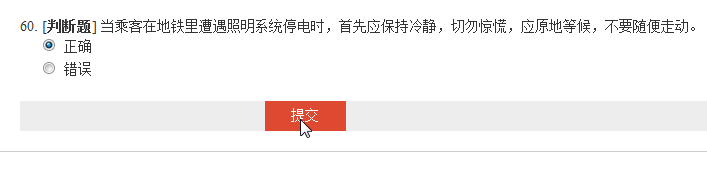 60. [判断题] 当乘客在地铁里遭遇照明系统停电时，首先应保持冷静，切勿惊慌，应原地等候，不要随便走动。
正确
错误
提交